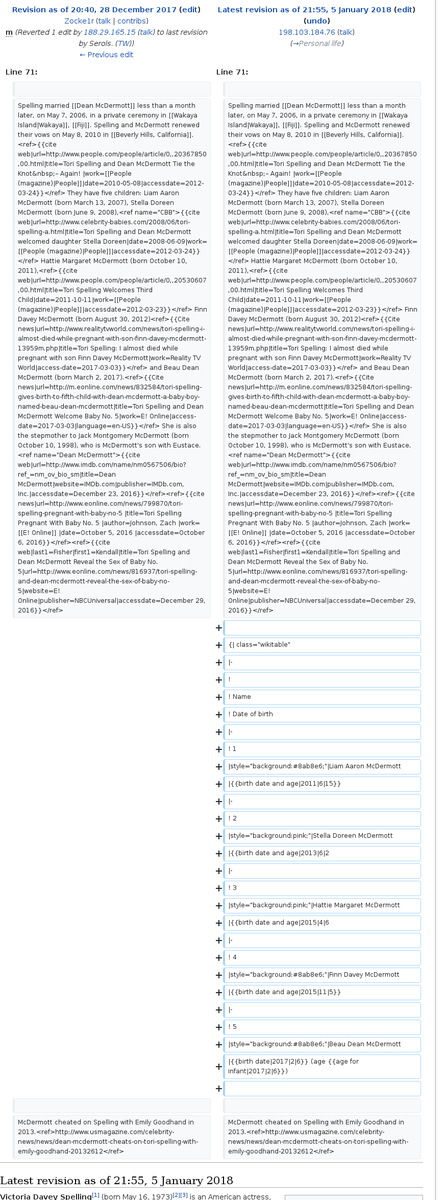 Revision as of 20:40, 28 December 2017 (edit)
Zocke1r (talk | contribs)
m (Reverted 1 edit by 188.29.165.15 (talk) to last revision
by Serols. (TW))
← Previous edit
Latest revision as of 21:55, 5 January 2018 (edit)
(undo)
198.103.184.76 (talk)
(→Personal life)
Line 71:
Line 71:
Spelling married [[Dean McDermott]] less than a month
later, on May 7, 2006, in a private ceremony in [[Wakaya
Island|Wakaya]], [[Fiji]]. Spelling and McDermott renewed
their vows on May 8, 2010 in [[Beverly Hills, California]].
<ref>{{cite
web|url=http://www.people.com/people/article/0,,20367850
,00.html|title=Tori Spelling and Dean McDermott Tie the
Knot&nbsp;– Again! |work=[[People
(magazine)|People]]|date=2010-05-08|accessdate=2012-
03-24}}</ref> They have five children: Liam Aaron
McDermott (born March 13, 2007), Stella Doreen
McDermott (born June 9, 2008),<ref name="CBB">{{cite
web|url=http://www.celebrity-babies.com/2008/06/tori-
spelling-a.html|title=Tori Spelling and Dean McDermott
welcomed daughter Stella Doreen|date=2008-06-09|work=
[[People (magazine)|People]]|accessdate=2012-03-24}}
</ref> Hattie Margaret McDermott (born October 10,
2011),<ref>{{cite
web|url=http://www.people.com/people/article/0,,20530607
,00.html|title=Tori Spelling Welcomes Third
Child|date=2011-10-11|work=[[People
(magazine)|People]]|accessdate=2012-03-23}}</ref> Finn
Davey McDermott (born August 30, 2012)<ref>{{Cite
news|url=http://www.realitytvworld.com/news/tori-spelling-i-
almost-died-while-pregnant-with-son-finn-davey-mcdermott-
13959m.php|title=Tori Spelling: I almost died while
pregnant with son Finn Davey McDermott|work=Reality TV
World|access-date=2017-03-03}}</ref> and Beau Dean
McDermott (born March 2, 2017).<ref>{{Cite
news|url=http://m.eonline.com/news/832584/tori-spelling-
gives-birth-to-fifth-child-with-dean-mcdermott-a-baby-boy-
named-beau-dean-mcdermott|title=Tori Spelling and Dean
McDermott Welcome Baby No. 5|work=E! Online|access-
date=2017-03-03|language=en-US}}</ref> She is also
the stepmother to Jack Montgomery McDermott (born
October 10, 1998), who is McDermott's son with Eustace.
<ref name="Dean McDermott">{{cite
web|url=http://www.imdb.com/name/nm0567506/bio?
ref_=nm_ov_bio_sm|title=Dean
McDermott|website=IMDb.com|publisher=IMDb.com,
Inc.|accessdate=December 23, 2016}}</ref><ref>{{cite
news|url=http://www.eonline.com/news/799870/tori-
spelling-pregnant-with-baby-no-5 |title=Tori Spelling
Pregnant With Baby No. 5 |author=Johnson, Zach |work=
[[E! Online]] |date=October 5, 2016 |accessdate=October
6, 2016}}</ref><ref>{{cite
web|last1=Fisher|first1=Kendall|title=Tori Spelling and
Dean McDermott Reveal the Sex of Baby No.
5|url=http://www.eonline.com/news/816937/tori-spelling-
and-dean-mcdermott-reveal-the-sex-of-baby-no-
5|website=E!
Online|publisher=NBCUniversal|accessdate=December 29,
2016}}</ref>
Spelling married [[Dean McDermott]] less than a month
later, on May 7, 2006, in a private ceremony in [[Wakaya
Island|Wakaya]], [[Fiji]]. Spelling and McDermott renewed
their vows on May 8, 2010 in [[Beverly Hills, California]].
<ref>{{cite
web|url=http://www.people.com/people/article/0,,20367850
,00.html|title=Tori Spelling and Dean McDermott Tie the
Knot&nbsp;– Again! |work=[[People
(magazine)|People]]|date=2010-05-08|accessdate=2012-
03-24}}</ref> They have five children: Liam Aaron
McDermott (born March 13, 2007), Stella Doreen
McDermott (born June 9, 2008),<ref name="CBB">{{cite
web|url=http://www.celebrity-babies.com/2008/06/tori-
spelling-a.html|title=Tori Spelling and Dean McDermott
welcomed daughter Stella Doreen|date=2008-06-09|work=
[[People (magazine)|People]]|accessdate=2012-03-24}}
</ref> Hattie Margaret McDermott (born October 10,
2011),<ref>{{cite
web|url=http://www.people.com/people/article/0,,20530607
,00.html|title=Tori Spelling Welcomes Third
Child|date=2011-10-11|work=[[People
(magazine)|People]]|accessdate=2012-03-23}}</ref> Finn
Davey McDermott (born August 30, 2012)<ref>{{Cite
news|url=http://www.realitytvworld.com/news/tori-spelling-i-
almost-died-while-pregnant-with-son-finn-davey-mcdermott-
13959m.php|title=Tori Spelling: I almost died while
pregnant with son Finn Davey McDermott|work=Reality TV
World|access-date=2017-03-03}}</ref> and Beau Dean
McDermott (born March 2, 2017).<ref>{{Cite
news|url=http://m.eonline.com/news/832584/tori-spelling-
gives-birth-to-fifth-child-with-dean-mcdermott-a-baby-boy-
named-beau-dean-mcdermott|title=Tori Spelling and Dean
McDermott Welcome Baby No. 5|work=E! Online|access-
date=2017-03-03|language=en-US}}</ref> She is also
the stepmother to Jack Montgomery McDermott (born
October 10, 1998), who is McDermott's son with Eustace.
<ref name="Dean McDermott">{{cite
web|url=http://www.imdb.com/name/nm0567506/bio?
ref_=nm_ov_bio_sm|title=Dean
McDermott|website=IMDb.com|publisher=IMDb.com,
Inc.|accessdate=December 23, 2016}}</ref><ref>{{cite
news|url=http://www.eonline.com/news/799870/tori-
spelling-pregnant-with-baby-no-5 |title=Tori Spelling
Pregnant With Baby No. 5 |author=Johnson, Zach |work=
[[E! Online]] |date=October 5, 2016 |accessdate=October
6, 2016}}</ref><ref>{{cite
web|last1=Fisher|first1=Kendall|title=Tori Spelling and
Dean McDermott Reveal the Sex of Baby No.
5|url=http://www.eonline.com/news/816937/tori-spelling-
and-dean-mcdermott-reveal-the-sex-of-baby-no-
5|website=E!
Online|publisher=NBCUniversal|accessdate=December 29,
2016}}</ref>
+
+ {| class="wikitable"
+ |-
+ !
+ ! Name
+ ! Date of birth
+ |-
+ ! 1
+ |style="background:#8ab8e6;"|Liam Aaron McDermott
+ |{{birth date and age|2011|6|15}}
+ |-
+ ! 2
+ |style="background:pink;"|Stella Doreen McDermott
+ |{{birth date and age|2013|6|2
+ |-
+ ! 3
+ |style="background:pink;"|Hattie Margaret McDermott
+ |{{birth date and age|2015|4|6
+ |-
+ ! 4
+ |style="background:#8ab8e6;"|Finn Davey McDermott
+ |{{birth date and age|2015|11|5}}
+ |-
+ ! 5
+ |style="background:#8ab8e6;"|Beau Dean McDermott
+ |{{birth date|2017|2|6}} (age {{age for
infant|2017|2|6}})
+
McDermott cheated on Spelling with Emily Goodhand in
2013.<ref>http://www.usmagazine.com/celebrity-
news/news/dean-mcdermott-cheats-on-tori-spelling-with-
emily-goodhand-20132612</ref>
McDermott cheated on Spelling with Emily Goodhand in
2013.<ref>http://www.usmagazine.com/celebrity-
news/news/dean-mcdermott-cheats-on-tori-spelling-with-
emily-goodhand-20132612</ref>
Latest revision as of 21:55, 5 January 2018
Victoria Davey Spelling[1] (born May 16, 1973)[2][3] is an American actress,